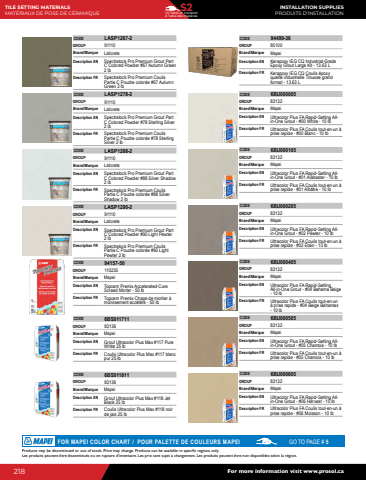 TILE SETTING MATERIALS
MATÉRIAUX DE POSE DE CÉRAMIQUE
S2
INSTALLATION SUPPLIES
PRODUITS D'INSTALLATION
CODE LASP1267-2
GROUP 91110
Brand/Marque Laticrete
Description EN Spectralock Pro Premium Grout Part
C Colored Powder #67 Autumn Green
2 lb
Description FR Spectralock Pro Premium Coulis
Partie C Poudre colorée #67 Autumn
Green 2 lb
CODE LASP1278-2
GROUP 91110
Brand/Marque Laticrete
Description EN Spectralock Pro Premium Grout Part
C Colored Powder #78 Sterling Silver
2 lb
Description FR Spectralock Pro Premium Coulis
Partie C Poudre colorée #78 Sterling
Silver 2 lb
CODE LASP1288-2
GROUP 91110
Brand/Marque Laticrete
Description EN Spectralock Pro Premium Grout Part
C Colored Powder #88 Silver Shadow
2 lb
Description FR Spectralock Pro Premium Coulis
Partie C Poudre colorée #88 Silver
Shadow 2 lb
CODE LASP1290-2
GROUP 91110
Brand/Marque Laticrete
Description EN Spectralock Pro Premium Grout Part
C Colored Powder #90 Light Pewter
2 lb
Description FR Spectralock Pro Premium Coulis
Partie C Poudre colorée #90 Light
Pewter 2 lb
CODE 94157-38
GROUP 110235
Brand/Marque Mapei
Description EN Topcem Premix Accelerated-Cure
Screed Mortar - 50 lb
Description FR Topcem Premix Chape de mortier à
mûrissement accéléré - 50 lb
CODE 6BS011711
GROUP 83136
Brand/Marque Mapei
Description EN Grout Ultracolor Plus Max #117 Pure
White 25 lb
Description FR Coulis Ultracolor Plus Max #117 blanc
pur 25 lb
CODE 6BS011811
GROUP 83136
Brand/Marque Mapei
Description EN Grout Ultracolor Plus Max #118 Jet
Black 25 lb
Description FR Coulis Ultracolor Plus Max #118 noir
de jais 25 lb
GROUP 85100
Brand/Marque Mapei
Description EN Kerapoxy IEG CQ Industrial-Grade
Epoxy Grout Large Kit - 13.63 L
Description FR Kerapoxy IEG CQ Coulis époxy
qualité industrielle Trousse grand
format - 13.63 L
CODE 6BU000005
GROUP 83132
Brand/Marque Mapei
Description EN Ultracolor Plus FA Rapid-Setting All-
in-One Grout - #00 White - 10 lb
Description FR Ultracolor Plus FA Coulis tout-en-un à
prise rapide - #00 Blanc - 10 lb
CODE 6BU000105
GROUP 83132
Brand/Marque Mapei
Description EN Ultracolor Plus FA Rapid-Setting All-
in-One Grout - #01 Alabaster - 10 lb
Description FR Ultracolor Plus FA Coulis tout-en-un à
prise rapide - #01 Albâtre - 10 lb
CODE 6BU000205
GROUP 83132
Brand/Marque Mapei
Description EN Ultracolor Plus FA Rapid-Setting All-
in-One Grout - #02 Pewter - 10 lb
Description FR Ultracolor Plus FA Coulis tout-en-un à
prise rapide - #02 Étain - 10 lb
CODE 6BU000405
GROUP 83132
Brand/Marque Mapei
Description EN Ultracolor Plus FA Rapid-Setting
All-in-One Grout - #04 Bahama Beige
- 10 lb
Description FR Ultracolor Plus FA Coulis tout-en-un
à prise rapide - #04 Beige Bahamas
- 10 lb
CODE 6BU000505
GROUP 83132
Brand/Marque Mapei
Description EN Ultracolor Plus FA Rapid-Setting All-
in-One Grout - #05 Chamois - 10 lb
Description FR Ultracolor Plus FA Coulis tout-en-un à
prise rapide - #05 Chamois - 10 lb
CODE 6BU000605
GROUP 83132
Brand/Marque Mapei
Description EN Ultracolor Plus FA Rapid-Setting All-
in-One Grout - #06 Harvest - 10 lb
Description FR Ultracolor Plus FA Coulis tout-en-un à
prise rapide - #06 Moisson - 10 lb
MAPEI FOR MAPEI COLOR CHART / POUR PALETTE DE COULEURS MAPEI GO TO PAGE # 5
Products may be discontinued or out of stock. Price may change. Products can be available in specific regions only.
Les produits peuvent être discontinués ou en rupture d'inventaire. Les prix sont sujet à changement. Les produits peuvent être non disponibles selon la région.
218
For more information visit www.prosol.ca